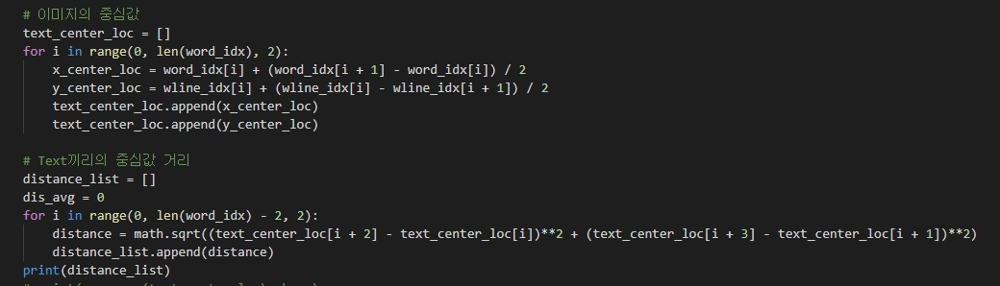 # 이미지의 중심값
text_center_loc = []
for i in range(0, len(word_idx), 2):
    x_center_loc = word_idx[i] + (word_idx[i + 1] - word_idx[i]) / 2
    y_center_loc = wline_idx[i] + (wline_idx[i] - wline_idx[i + 1]) / 2
    text_center_loc.append(x_center_loc)
    text_center_loc.append(y_center_loc)
# Text끼리의 중심값 거리
distance_list = []
dis_avg = 0
for i in range(0, len(word_idx) - 2, 2):
    distance = math.sqrt((text_center_loc[i + 2] - text_center_loc[i])**2 + (text_center_loc[i + 3] - text_center_loc[i + 1])**2)
    distance_list.append(distance)
print(distance_list)